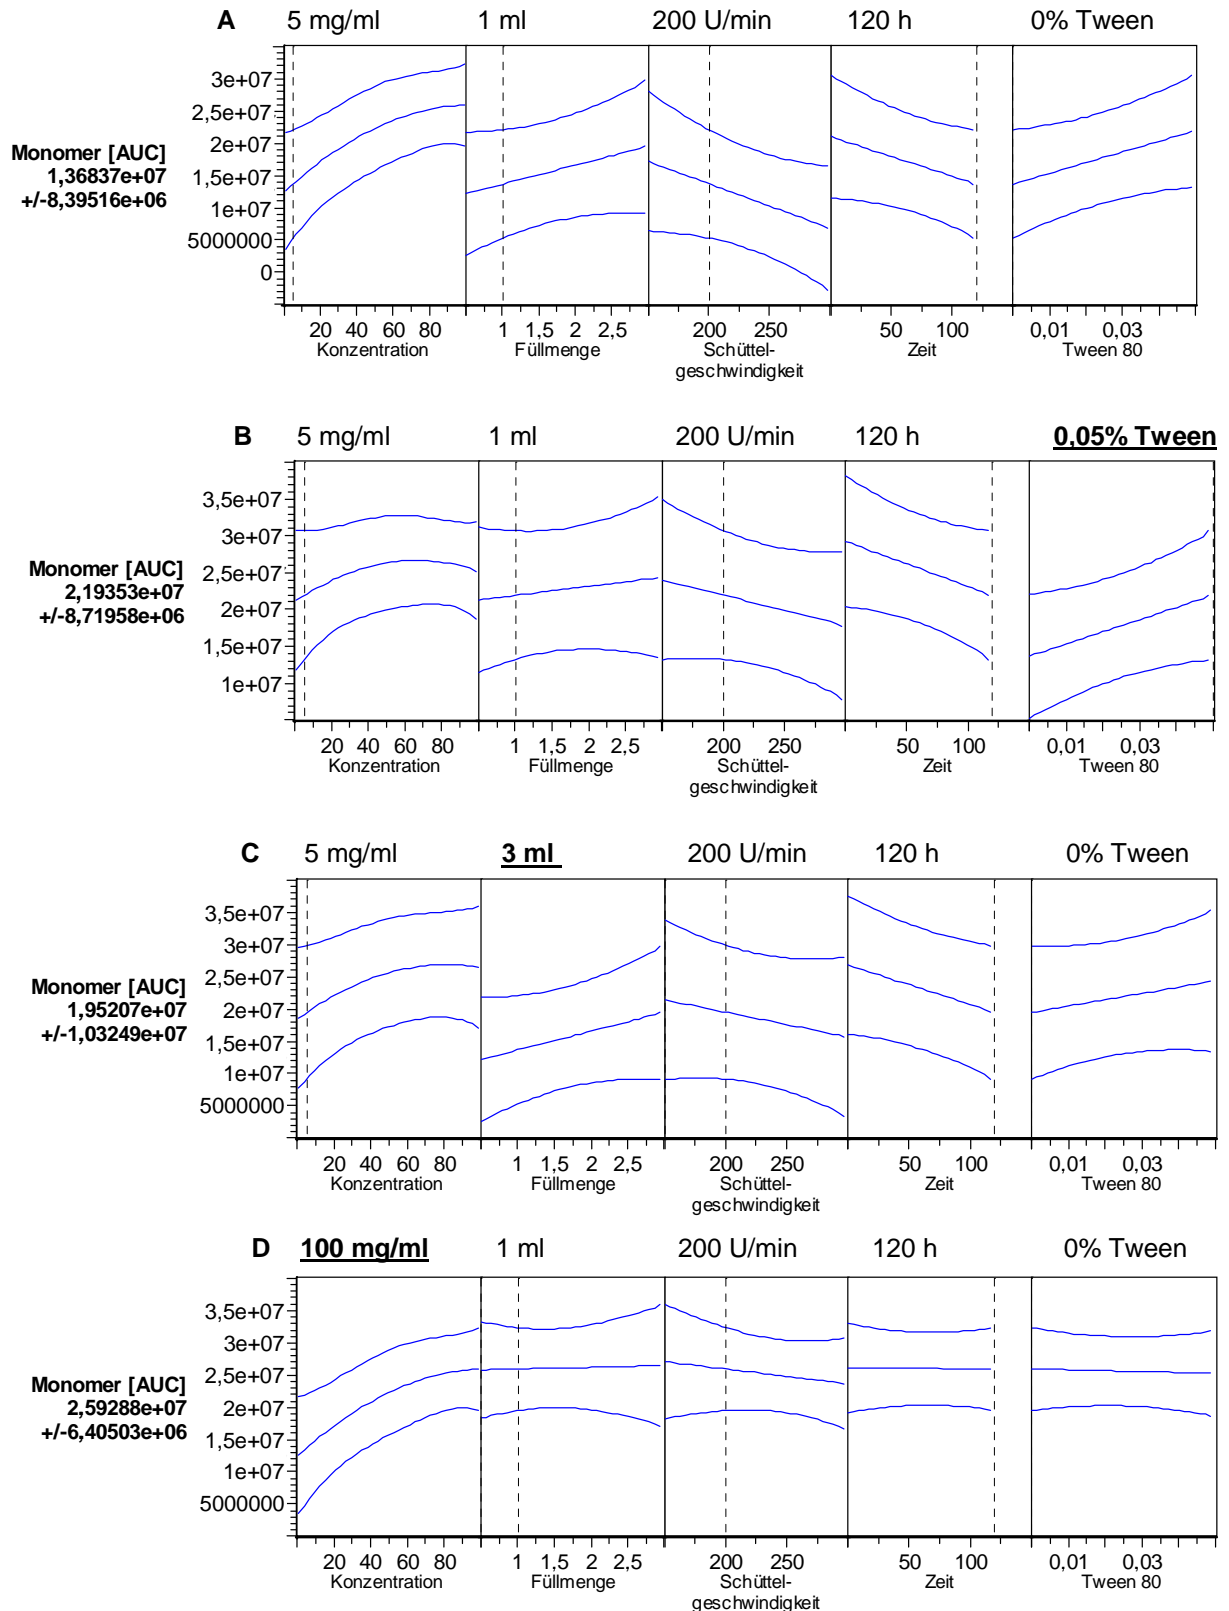 A 5 mg/ml 1 ml 200 U/min 120 h 0% Tween
3e+07
2,5e+07
2e+07
1,5e+07
1e+07
5000000
0
Monomer [AUC]
1,36837e+07
+/-8,39516e+06
20 40 60 80 1 1,5 2 2,5 200 250 50 100 0,01 0,03
Konzentration Füllmenge Schüttel- Zeit Tween 80
geschwindigkeit
B 5 mg/ml 1 ml 200 U/min 120 h 0,05% Tween
3,5e+07
3e+07
2,5e+07
2e+07
1,5e+07
1e+07
Monomer [AUC]
2,19353e+07
+/-8,71958e+06
20 40 60 80 1 1,5 2 2,5 200 250 50 100 0,01 0,03
Konzentration Füllmenge Schüttel- Zeit Tween 80
geschwindigkeit
C 5 mg/ml 3 ml 200 U/min 120 h 0% Tween
3,5e+07
3e+07
2,5e+07
2e+07
1,5e+07
1e+07
5000000
Monomer [AUC]
1,95207e+07
+/-1,03249e+07
20 40 60 80 1 1,5 2 2,5 200 250 50 100 0,01 0,03
Konzentration Füllmenge Schüttel- Zeit Tween 80
geschwindigkeit
D 100 mg/ml 1 ml 200 U/min 120 h 0% Tween
3,5e+07
3e+07
2,5e+07
2e+07
1,5e+07
1e+07
5000000
Monomer [AUC]
2,59288e+07
+/-6,40503e+06
20 40 60 80 1 1,5 2 2,5 200 250 50 100 0,01 0,03
Konzentration Füllmenge Schüttel- Zeit Tween 80
geschwindigkeit